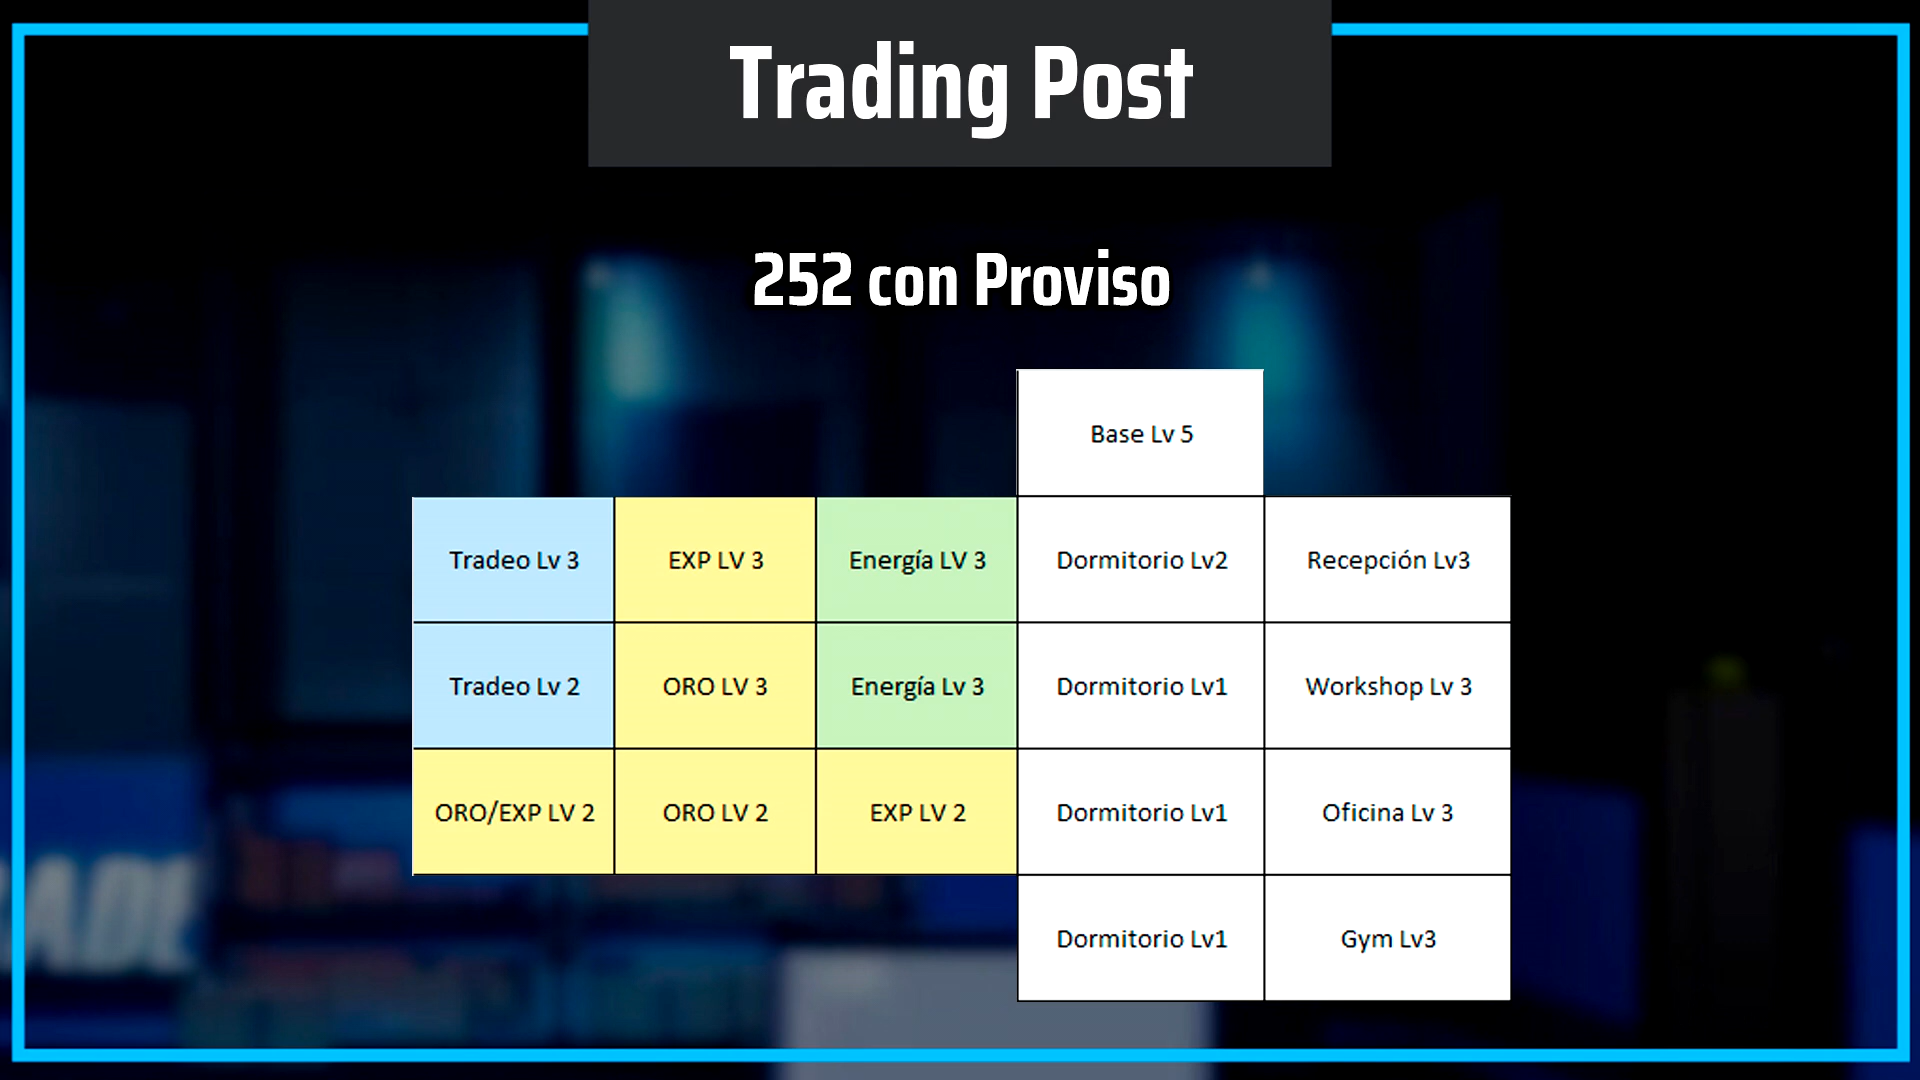 Trading Post
252 con Proviso
Base Lv 5
Tradeo Lv 3
EXP LV 3
Energía LV 3
Dormitorio Lv2
Recepción Lv3
Tradeo Lv 2
ORO LV 3
Energía Lv 3
Dormitorio Lv1
Workshop Lv 3
ORO/EXP LV 2
ORO LV 2
EXP LV 2
Dormitorio Lv1
Oficina Lv 3
Dormitorio Lv1
Gym Lv3